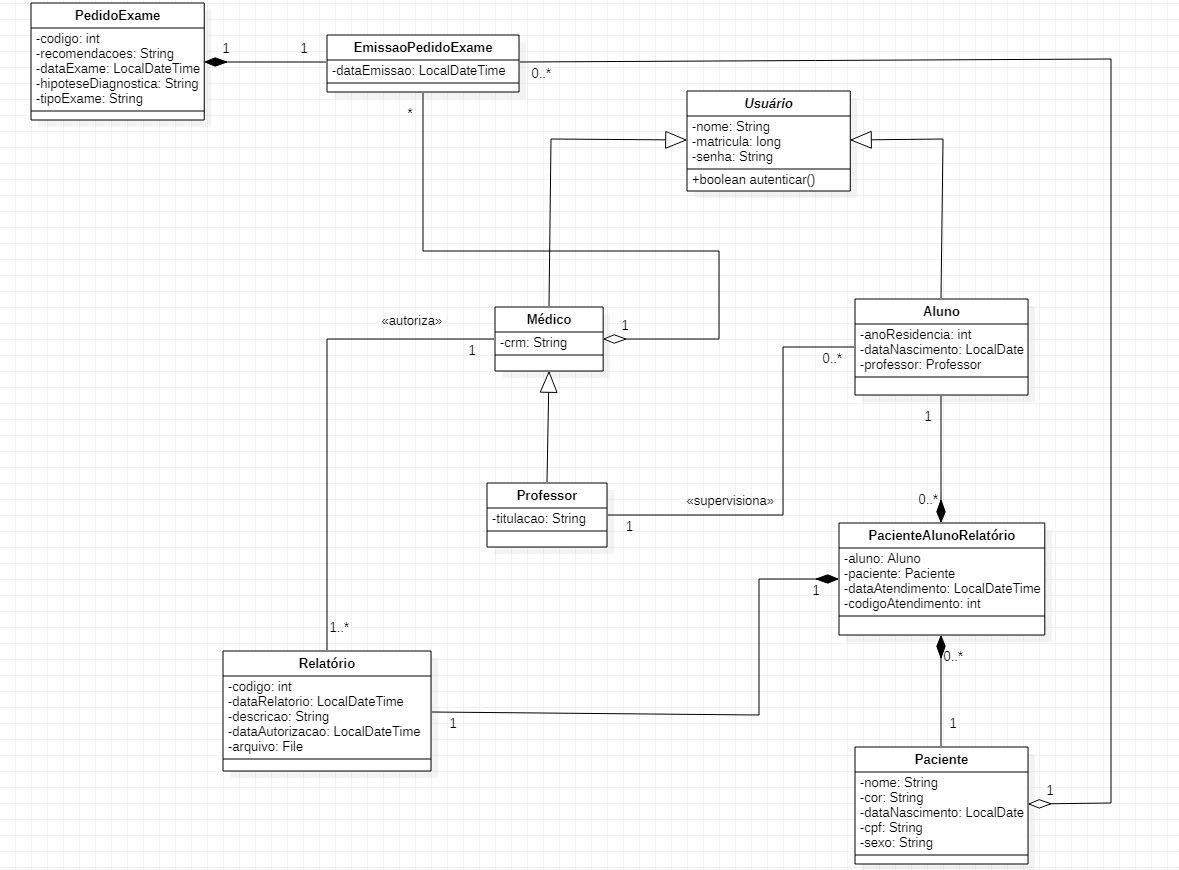 PedidoExame
-codigo: int
-recomendacoes: String
-dataExame: LocalDateTime
-hipoteseDiagnostica: String
-tipoExame: String
1
1
EmissaoPedidoExame
-dataEmissao: LocalDateTime
0..*
*
Usuário
-nome: String
-matricula: long
-senha: String
+boolean autenticar()
«autoriza»
1
Médico
-crm: String
1
Aluno
-anoResidencia: int
-dataNascimento: LocalDate
-professor: Professor
0..*
1
Professor
-titulacao: String
«supervisiona»
1
0..*
PacienteAlunoRelatório
-aluno: Aluno
-paciente: Paciente
-dataAtendimento: LocalDateTime
-codigoAtendimento: int
1
0..*
1..*
Relatório
-codigo: int
-dataRelatorio: LocalDateTime
-descricao: String
-dataAutorizacao: LocalDateTime
-arquivo: File
1
1
Paciente
-nome: String
-cor: String
-dataNascimento: LocalDate
-cpf: String
-sexo: String
1